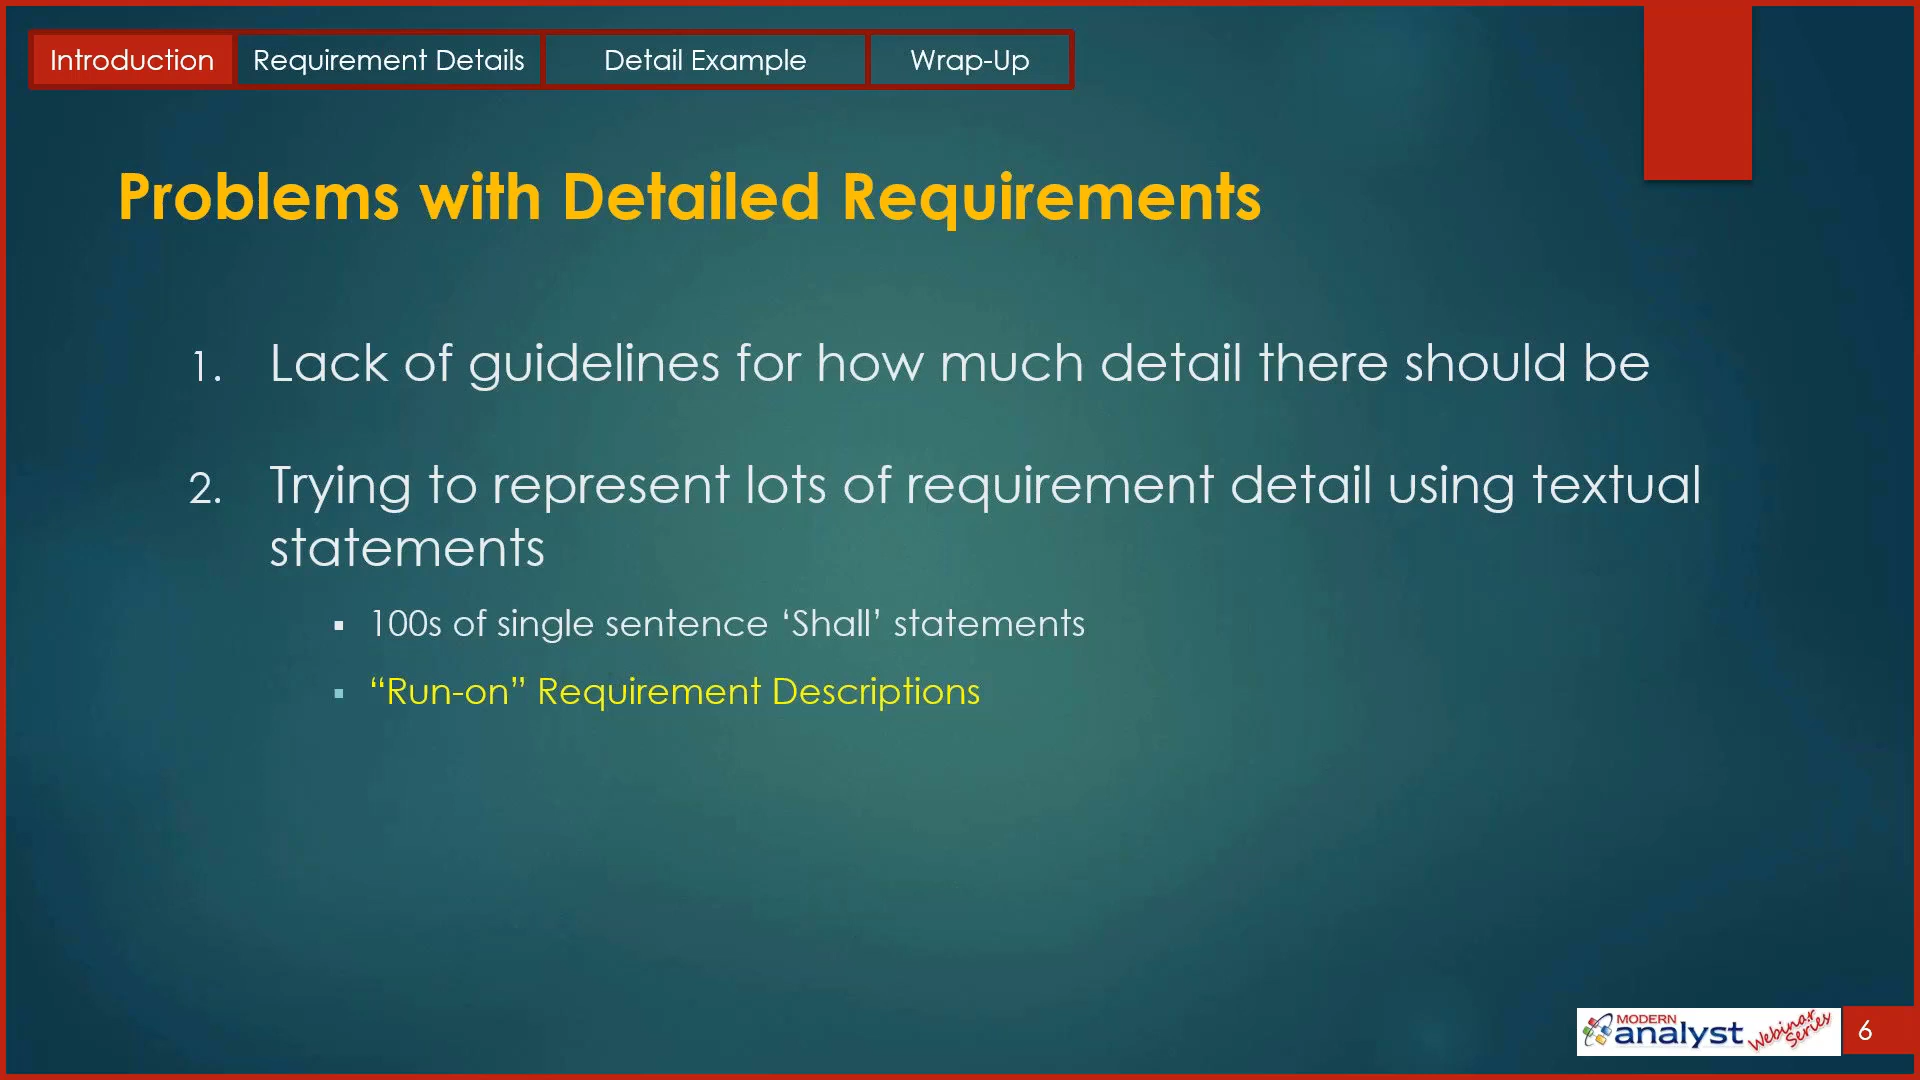 Introduction
Requirement Details
Detail Example
Wrap-Up
Problems with Detailed Requirements
1. Lack of guidelines for how much detail there should be
2. Trying to represent lots of requirement detail using textual
statements
▪ 100s of single sentence ‘Shall’ statements
▪ “Run-on” Requirement Descriptions
MODERN
analyst
Webinar
Series
6